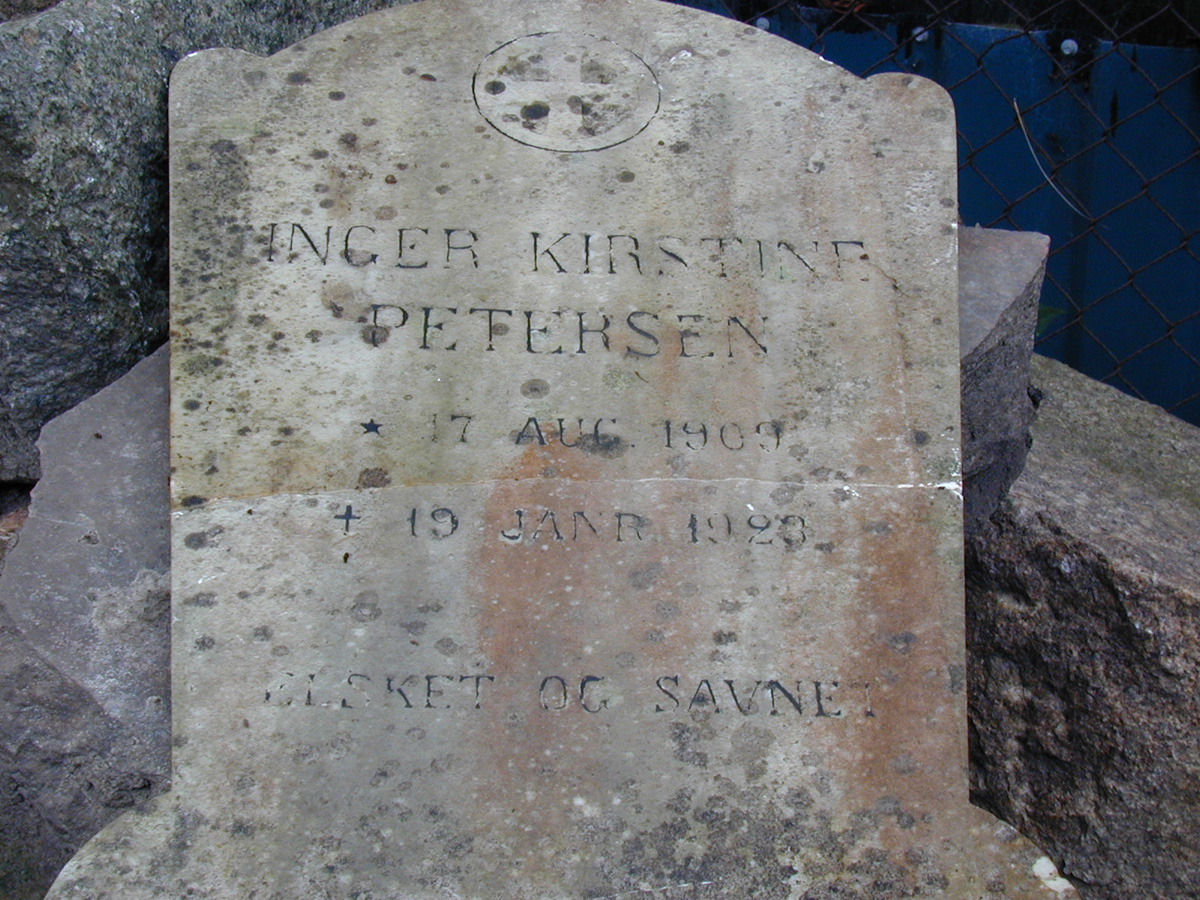 INGER KIRSTINE
PETERSEN
★ 17 AUG. 1909
✝ 19 JANR 1923
ELSKET OG SAVNET